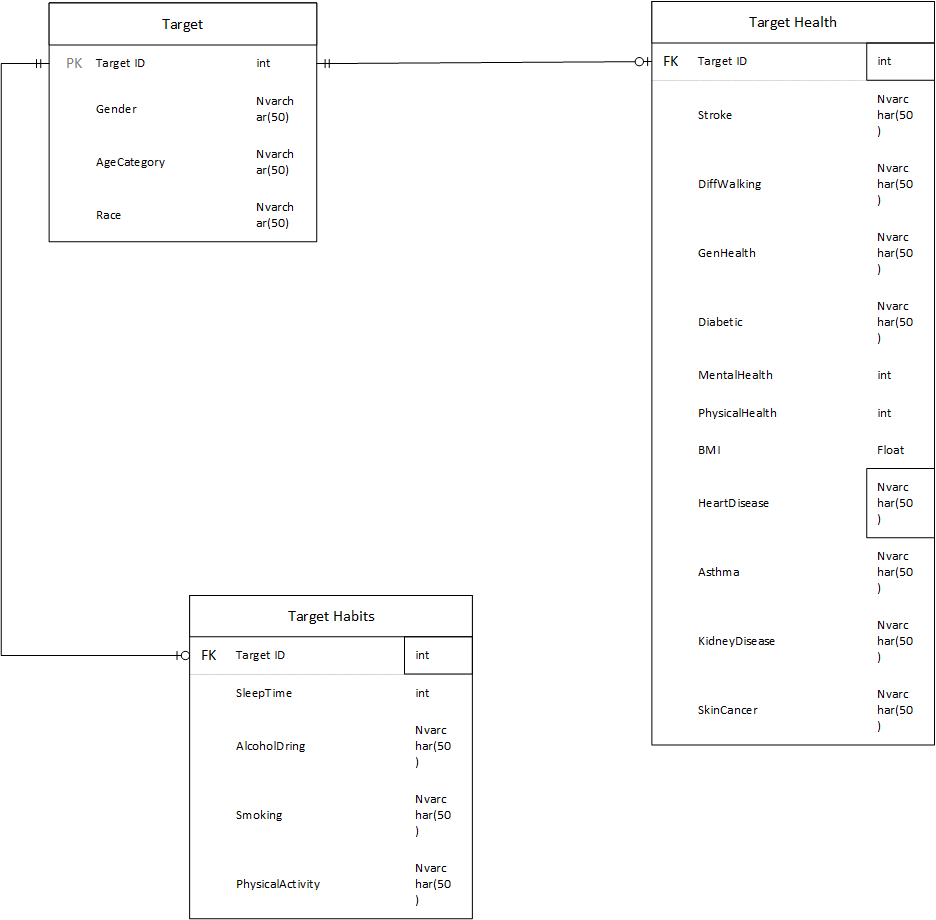 Target
PK Target ID int
Gender Nvarch
ar(50)
AgeCategory Nvarch
ar(50)
Race Nvarch
ar(50)
Target Health
FK Target ID int
Stroke Nvarc
har(50
)
DiffWalking Nvarc
har(50
)
GenHealth Nvarc
har(50
)
Diabetic Nvarc
har(50
)
MentalHealth int
PhysicalHealth int
BMI Float
HeartDisease Nvarc
har(50
)
Asthma Nvarc
har(50
)
KidneyDisease Nvarc
har(50
)
SkinCancer Nvarc
har(50
)
Target Habits
FK Target ID int
SleepTime int
AlcoholDring Nvarc
har(50
)
Smoking Nvarc
har(50
)
PhysicalActivity Nvarc
har(50
)